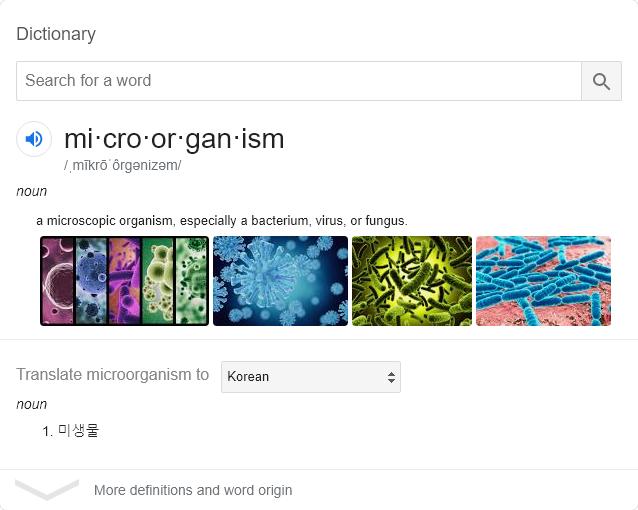 Dictionary
Search for a word
mi·cro·or·gan·ism
/ˌmīkrōˈôrgənizəm/
noun
a microscopic organism, especially a bacterium, virus, or fungus.
Translate microorganism to Korean
noun
1. 미생물
More definitions and word origin